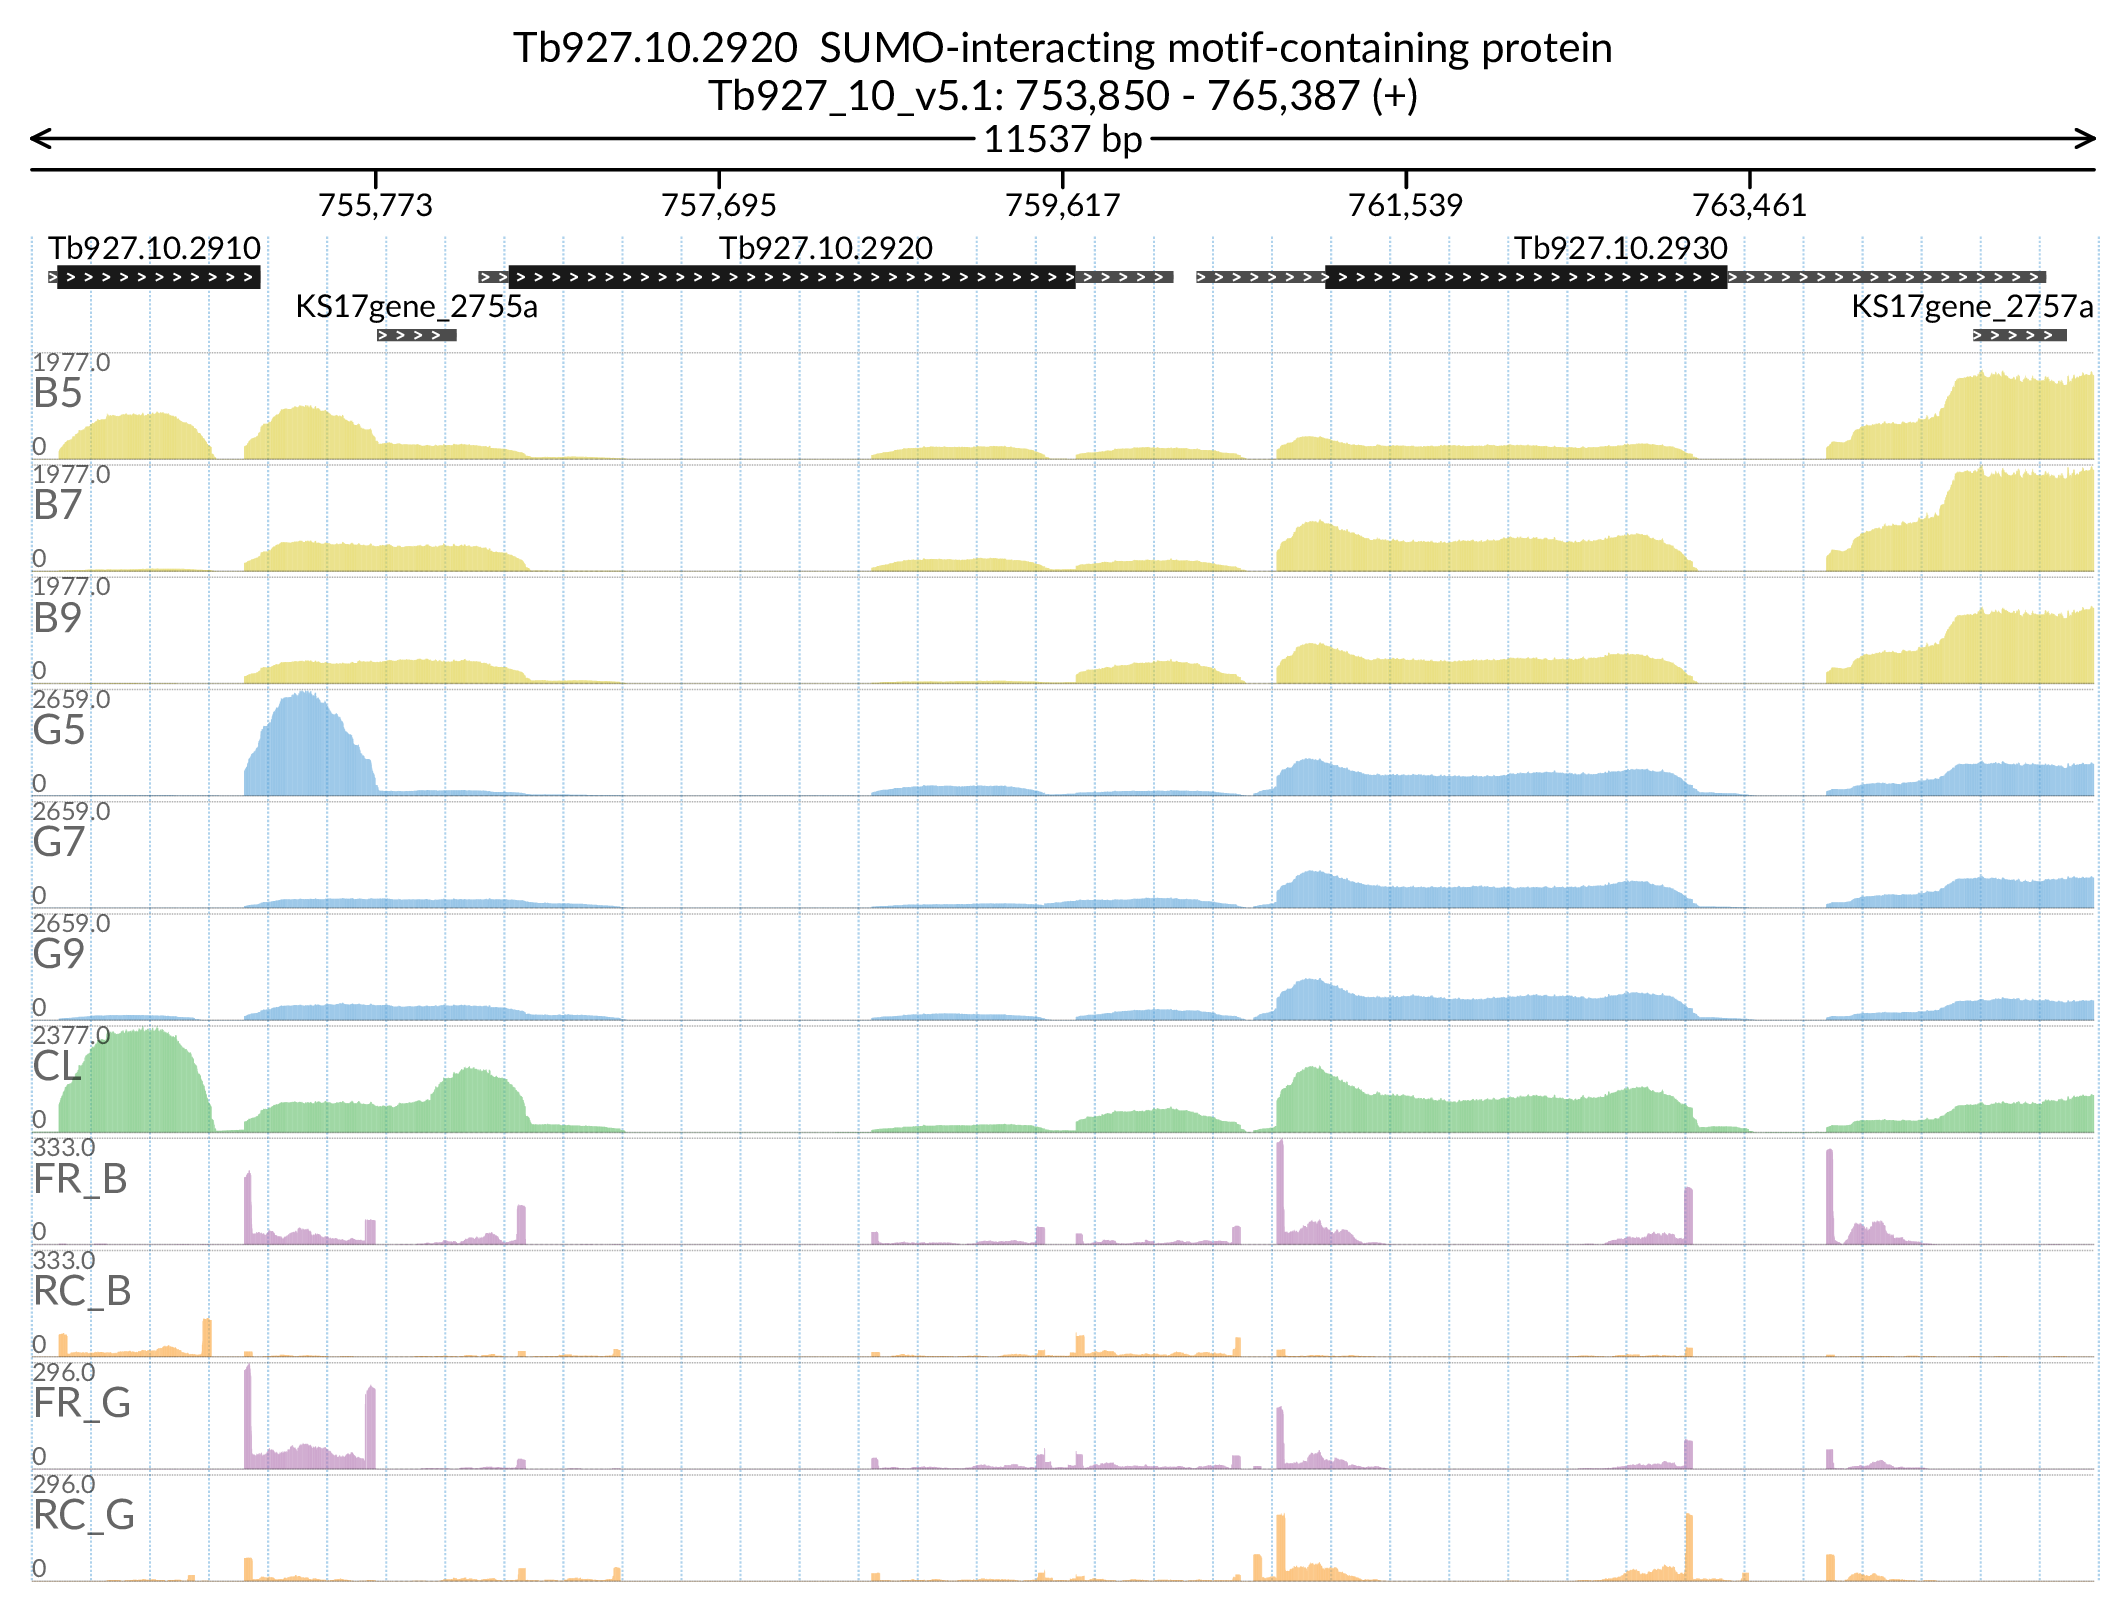 Tb927.10.2920  SUMO-interacting motif-containing protein
Tb927_10_v5.1: 753,850 - 765,387 (+)
11537 bp
755,773 757,695 759,617 761,539 763,461
Tb927.10.2910 Tb927.10.2920 Tb927.10.2930
KS17gene_2755a KS17gene_2757a
1977.0
B5
0
1977.0
B7
0
1977.0
B9
0
2659.0
G5
0
2659.0
G7
0
2659.0
G9
0
2377.0
CL
0
333.0
FR_B
0
333.0
RC_B
0
296.0
FR_G
0
296.0
RC_G
0